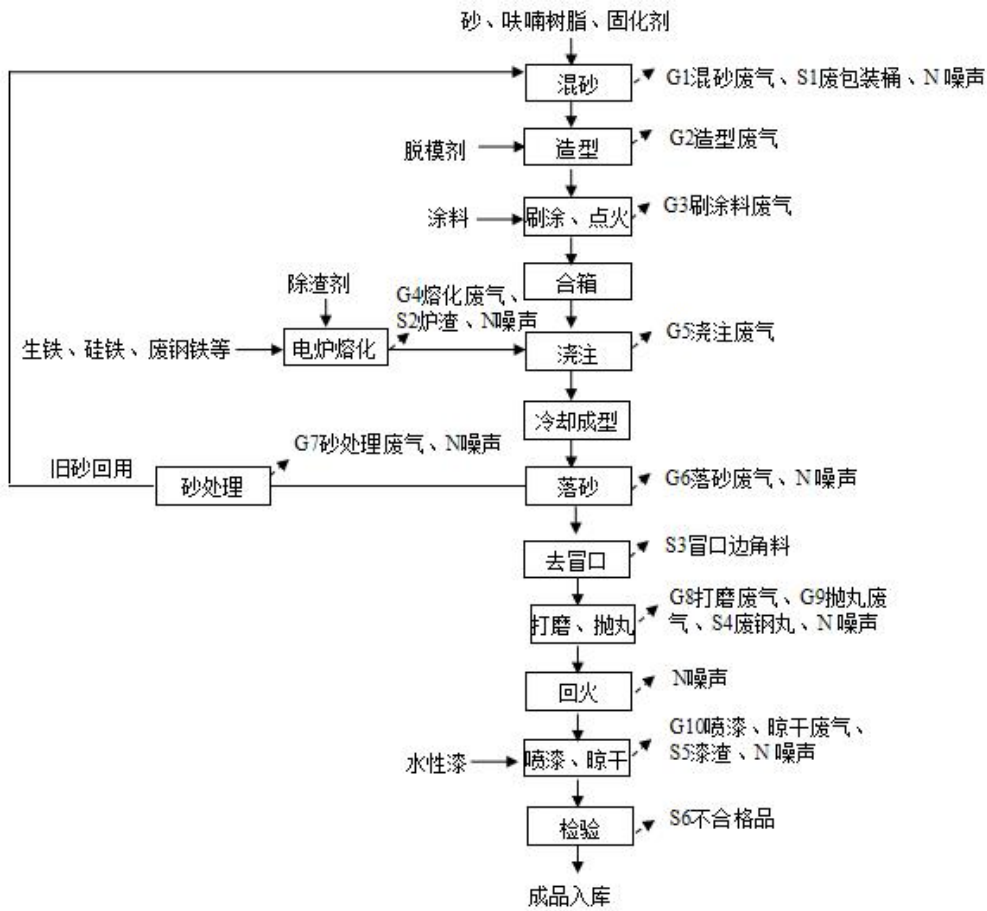 砂、呋喃树脂、固化剂
混砂
G1混砂废气、S1废包装桶、N 噪声
脱模剂
造型
G2造型废气
涂料
刷涂、点火
G3刷涂料废气
合箱
除渣剂
G4熔化废气、
S2炉渣、N噪声
生铁、硅铁、废钢铁等
电炉熔化
浇注
G5浇注废气
冷却成型
旧砂回用
砂处理
G7砂处理废气、N噪声
落砂
G6落砂废气、N 噪声
去冒口
S3冒口边角料
打磨、抛丸
G8打磨废气、G9抛丸废
气、S4废钢丸、N 噪声
回火
N噪声
水性漆
喷漆、晾干
G10喷漆、晾干废气、
S5漆渣、N 噪声
检验
S6不合格品
成品入库